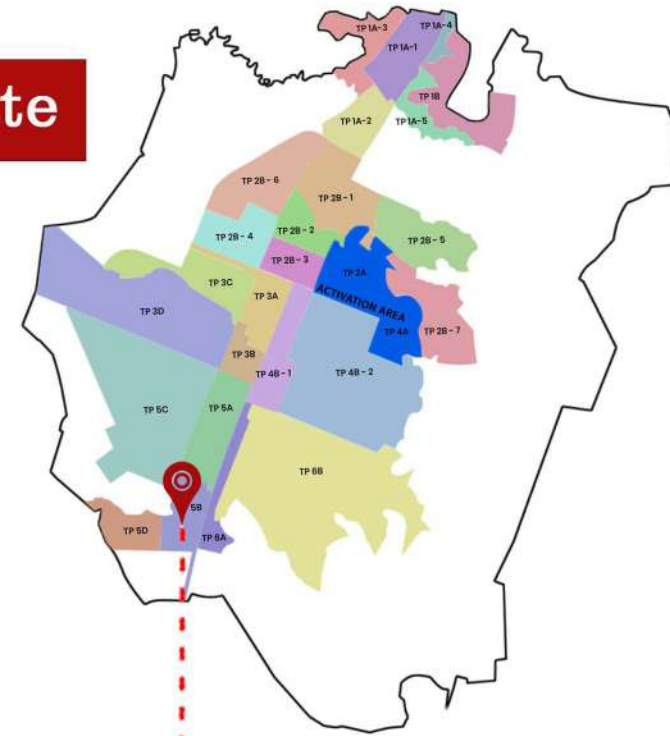 te
TP 1A-3
TP 1A-4
TP 1A-1
TP 1B
TP 1A-2
TP 1A-5
TP 2B - 6
TP 2B - 1
TP 2B - 2
TP 2B - 4
TP 2B - 5
TP 2B - 3
TP 2A
TP 3C
TP 3A
ACTIVATION AREA
TP 3D
TP 4A
TP 2B - 7
TP 3B
TP 4B - 1
TP 4B - 2
TP 5C
TP 5A
TP 6B
5B
TP 5D
TP 6A